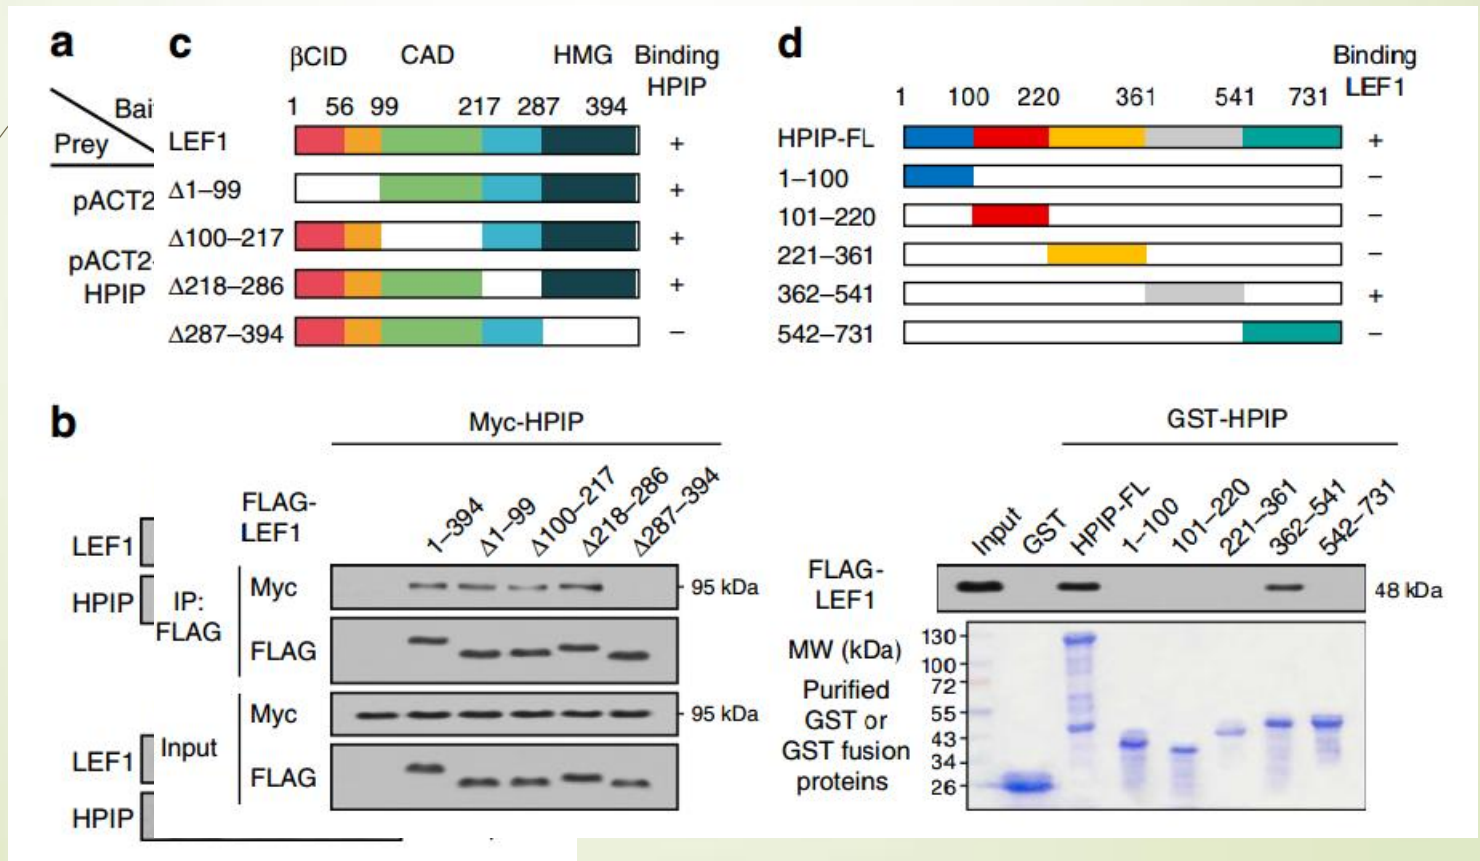 a
Bai
Prey
pACT2
pACT2-
HPIP
c
βCID CAD HMG Binding
HPIP
1 56 99 217 287 394
LEF1 +
Δ1–99 +
Δ100–217 +
Δ218–286 +
Δ287–394 –
d
Binding
LEF1
1 100 220 361 541 731
HPIP-FL +
1–100 –
101–220 –
221–361 –
362–541 +
542–731 –
b
LEF1
HPIP
LEF1
HPIP
Myc-HPIP
FLAG-
LEF1
1–394 Δ1–99 Δ100–217 Δ218–286 Δ287–394
IP:
FLAG
Myc 95 kDa
FLAG
Input
Myc 95 kDa
FLAG
GST-HPIP
Input GST HPIP-FL 1–100 101–220 221–361 362–541 542–731
FLAG-
LEF1
48 kDa
MW (kDa)
130
100
72
55
43
34
26
Purified
GST or
GST fusion
proteins